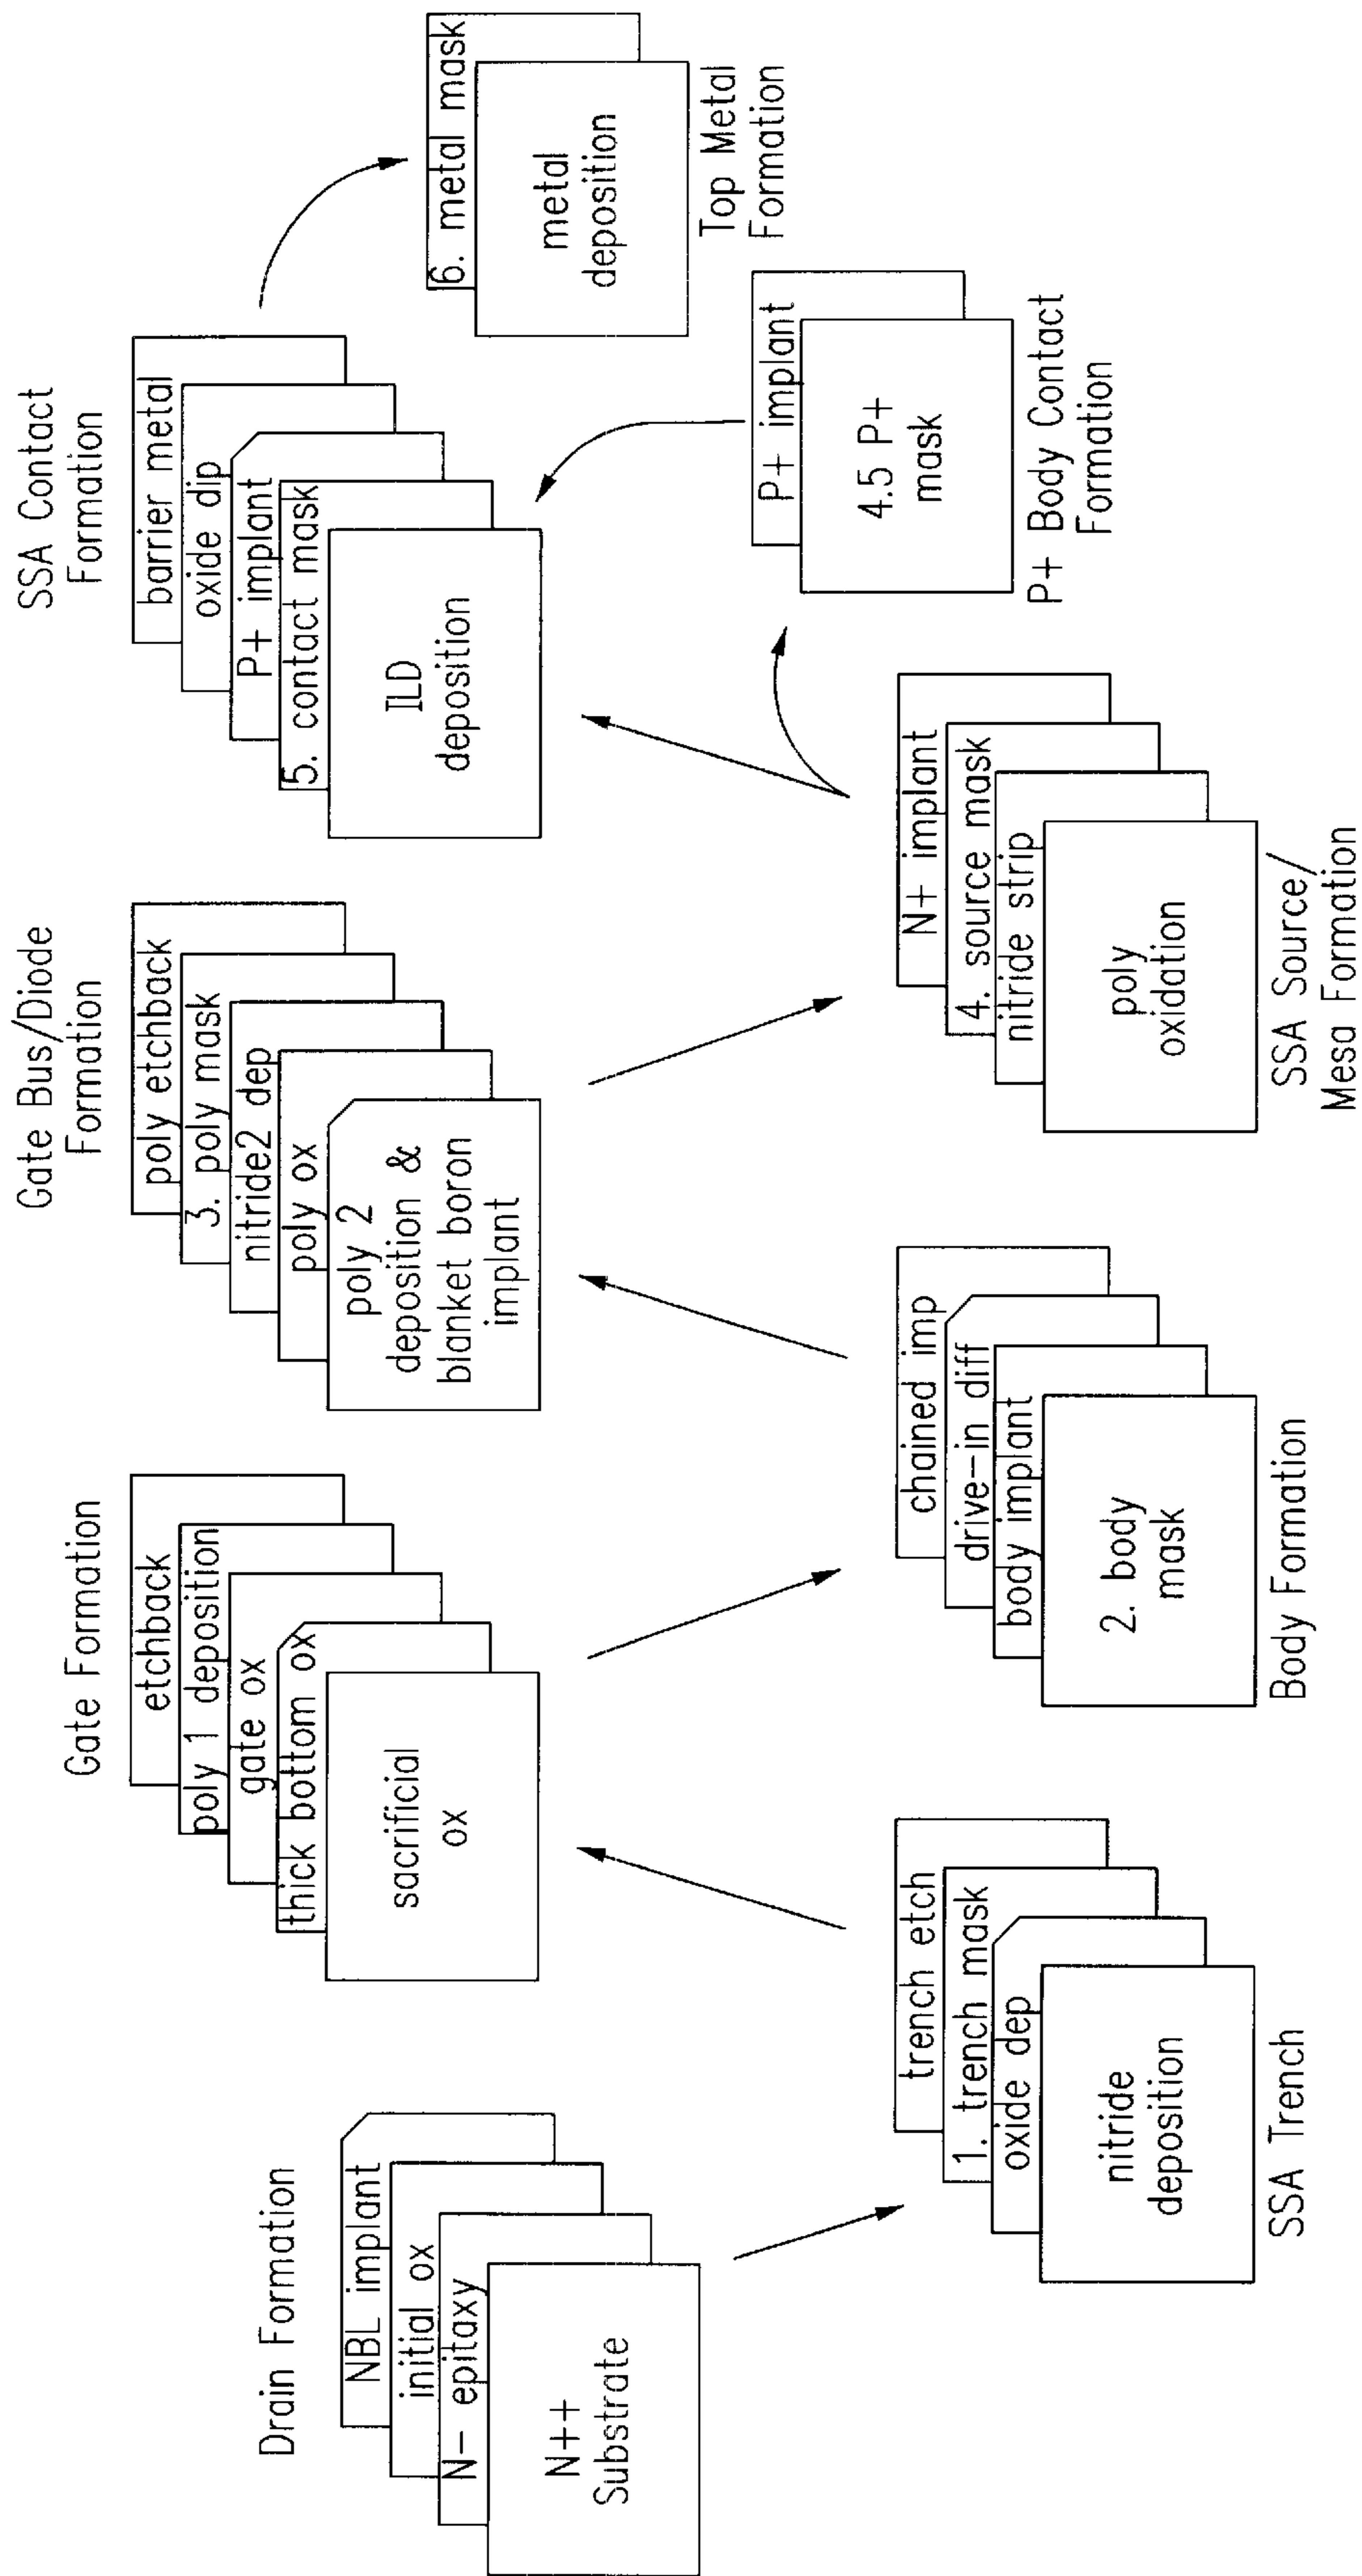 Drain Formation
NBL implant
initial ox
N- epitaxy
N++
Substrate
SSA Trench
trench etch
1. trench mask
oxide dep
nitride
deposition
Gate Formation
etchback
poly 1 deposition
gate ox
thick bottom ox
sacrificial
ox
Body Formation
chained imp
drive-in diff
body implant
2. body
mask
Gate Bus/Diode
Formation
poly etchback
3. poly mask
nitride2 dep
poly ox
poly 2
deposition &
blanket boron
implant
SSA Source/
Mesa Formation
N+ implant
4. source mask
nitride strip
poly
oxidation
SSA Contact
Formation
barrier metal
oxide dip
P+ implant
5. contact mask
ILD
deposition
P+ implant
4.5 P+
mask
P+ Body Contact
Formation
6. metal mask
metal
deposition
Top Metal
Formation